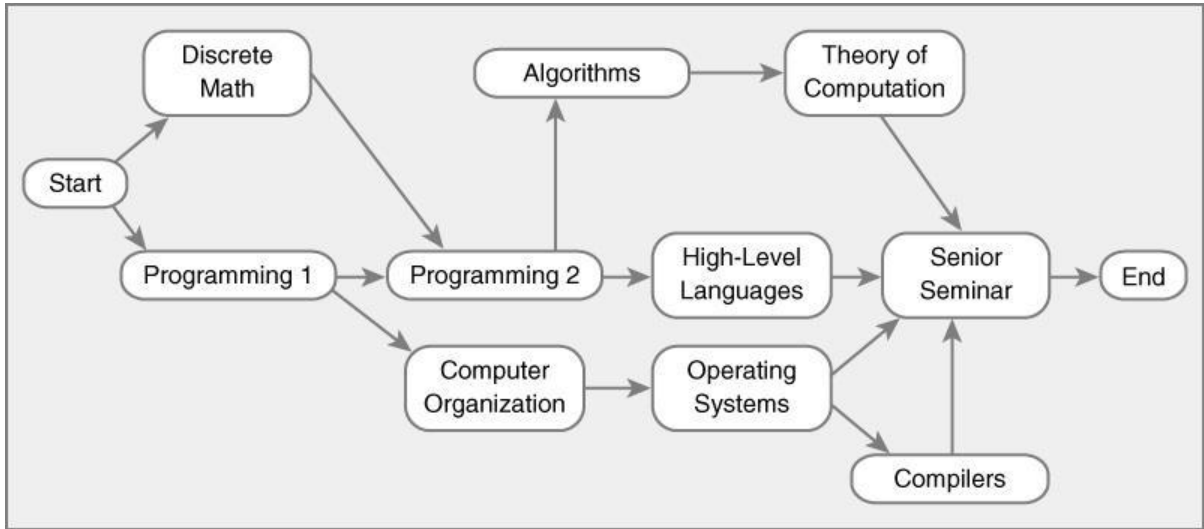 Discrete
Math
Algorithms
Theory of
Computation
Start
Programming 1
Programming 2
High-Level
Languages
Senior
Seminar
End
Computer
Organization
Operating
Systems
Compilers